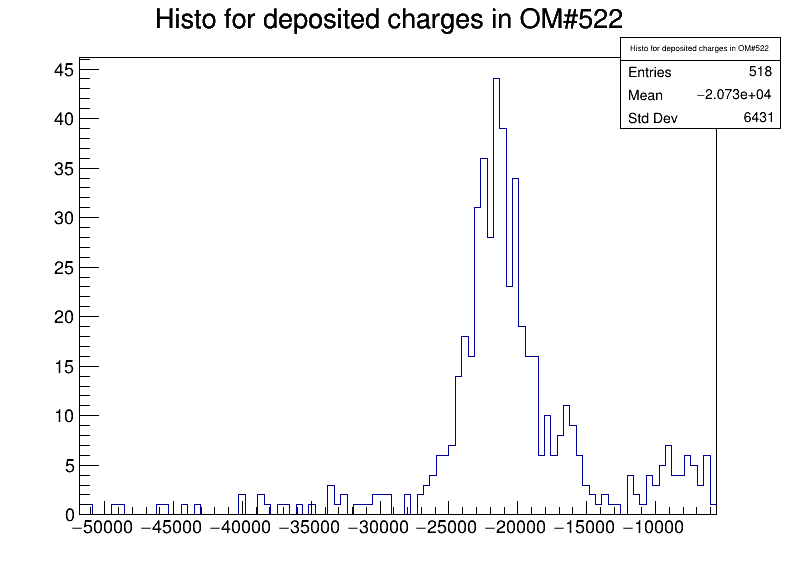 Histo for deposited charges in OM#522
Histo for deposited charges in OM#522
Entries 518
Mean −2.073e+04
Std Dev 6431
45
40
35
30
25
20
15
10
5
0
−50000 −45000 −40000 −35000 −30000 −25000 −20000 −15000 −10000